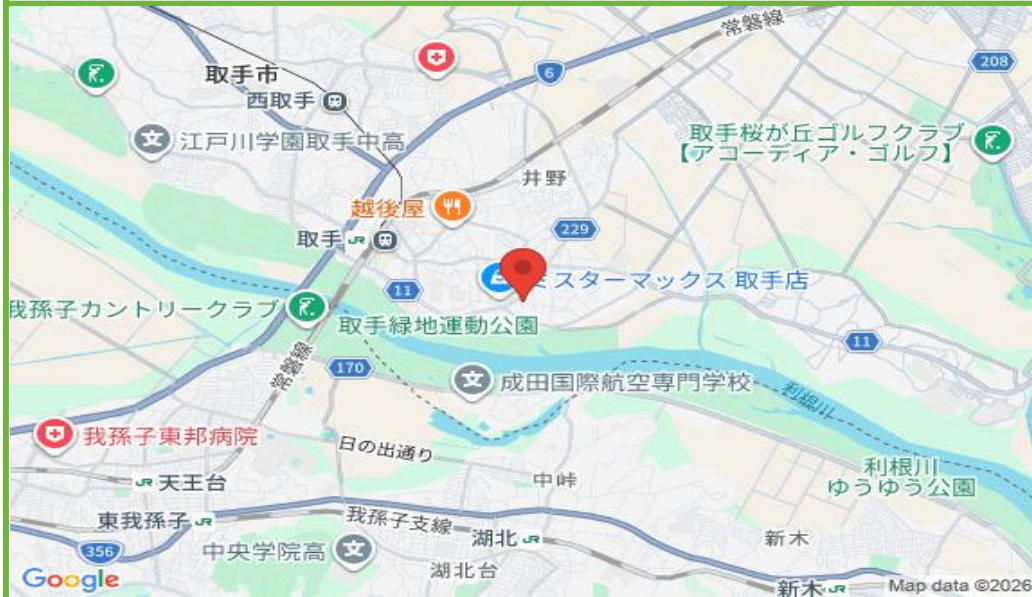 常磐線
208
取手市
6
西取手
取手桜が丘ゴルフクラブ
【アコーディア・ゴルフ】
江戸川学園取手中高
井野
越後屋
229
取手 JR
ミスターマックス 取手店
11
我孫子カントリークラブ
取手緑地運動公園
11
常磐線
170
成田国際航空専門学校
利根川
我孫子東邦病院
日の出通り
利根川
ゆうゆう公園
JR 天王台
中峠
東我孫子 JR
我孫子支線
湖北 JR
新木
356
中央学院高
湖北台
Google
新木 JR
Map data ©2026